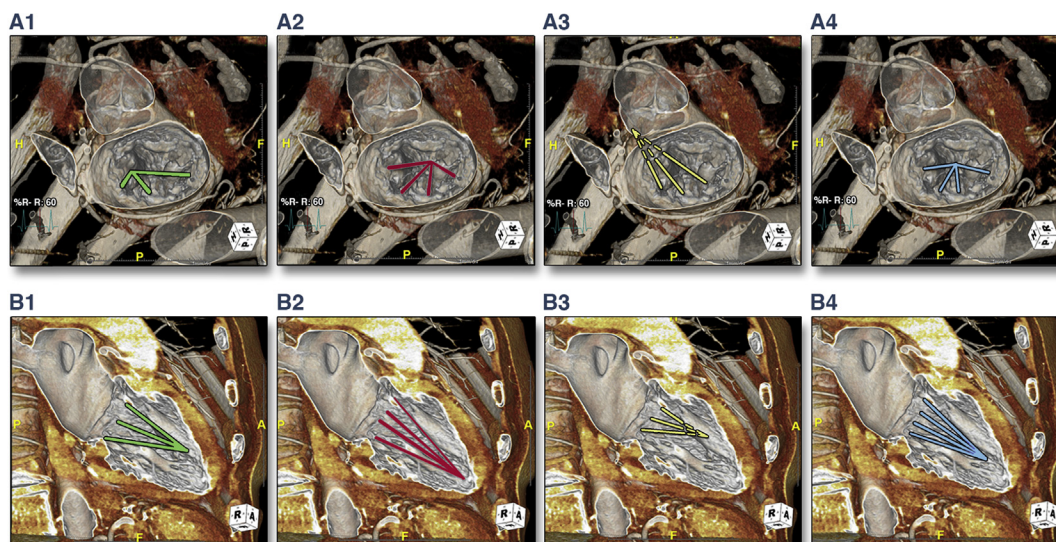 A1 A2 A3 A4
H F
%R- R: 60
P
H
%R- R: 60
P
H F
%R- R: 60
P
H F
%R- R: 60
P
B1 B2 B3 B4
P A
R A
F
A
R A
P A
R A
P
R A
F